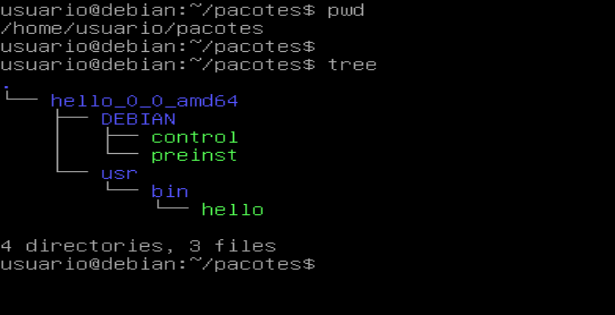 usuario@debian:~/pacotes$ pwd
/home/usuario/pacotes
usuario@debian:~/pacotes$
usuario@debian:~/pacotes$ tree
.
└── hello_0_0_amd64
    ├── DEBIAN
    │   ├── control
    │   └── preinst
    └── usr
        └── bin
            └── hello
4 directories, 3 files
usuario@debian:~/pacotes$